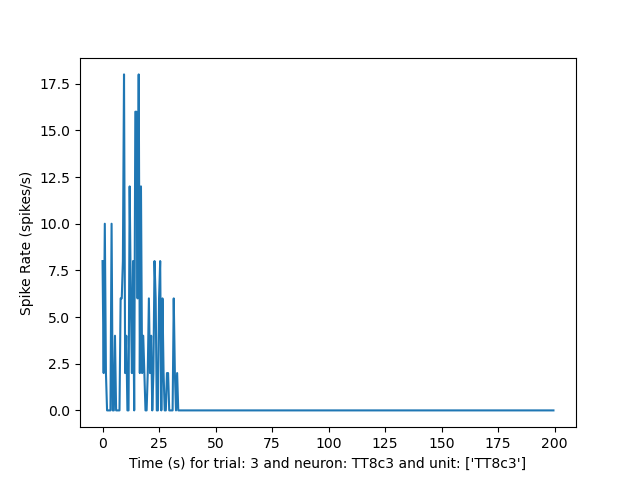 17.5
15.0
12.5
10.0
7.5
5.0
2.5
0.0
Spike Rate (spikes/s)
0 25 50 75 100 125 150 175 200
Time (s) for trial: 3 and neuron: TT8c3 and unit: ['TT8c3']